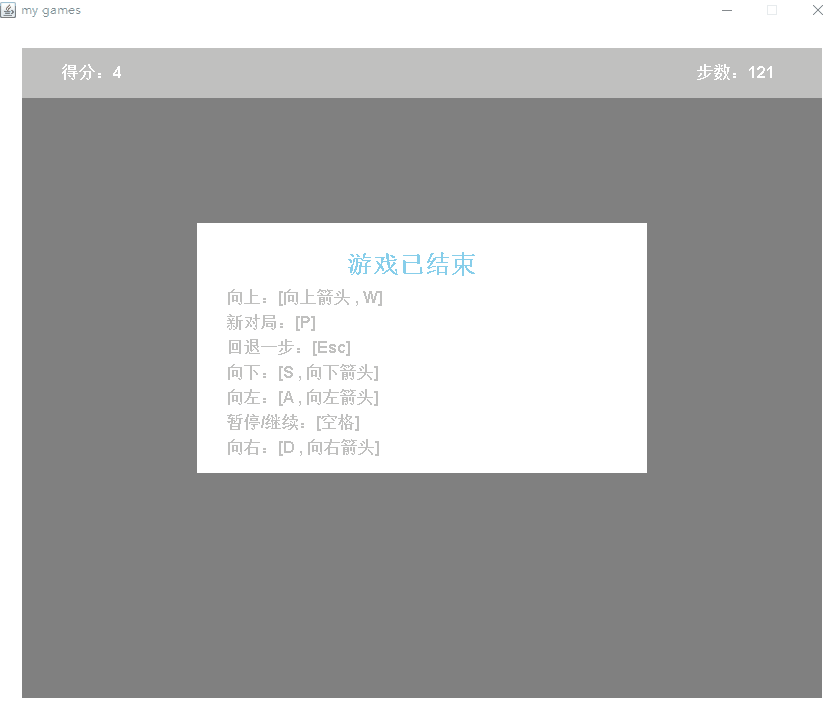 my games
得分：4
步数：121
游戏已结束
向上：[向上箭头 , W]
新对局：[P]
回退一步：[Esc]
向下：[S , 向下箭头]
向左：[A , 向左箭头]
暂停/继续：[空格]
向右：[D , 向右箭头]